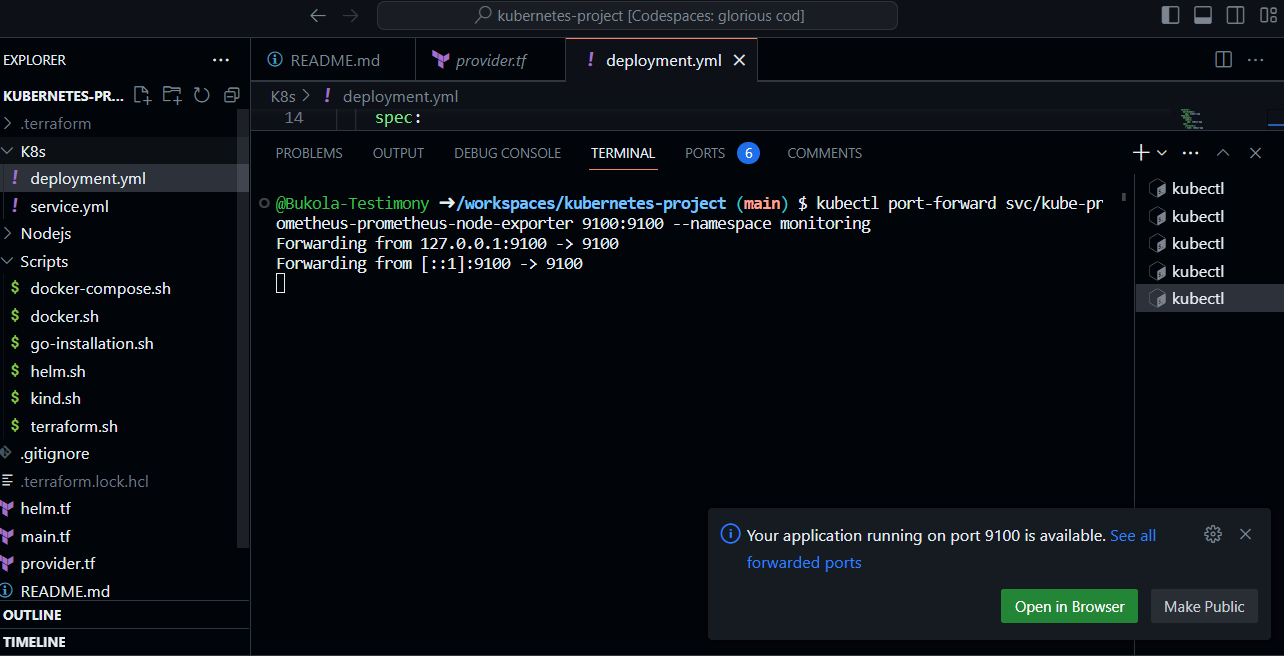 kubernetes-project [Codespaces: glorious cod]
EXPLORER
KUBERNETES-PR...
.terraform
K8s
! deployment.yml
! service.yml
Nodejs
Scripts
$ docker-compose.sh
$ docker.sh
$ go-installation.sh
$ helm.sh
$ kind.sh
$ terraform.sh
.gitignore
.terraform.lock.hcl
helm.tf
main.tf
provider.tf
README.md
OUTLINE
TIMELINE
README.md provider.tf ! deployment.yml
K8s > ! deployment.yml
14 spec:
PROBLEMS OUTPUT DEBUG CONSOLE TERMINAL PORTS 6 COMMENTS
@Bukola-Testimony ➜/workspaces/kubernetes-project (main) $ kubectl port-forward svc/kube-pr
ometheus-prometheus-node-exporter 9100:9100 --namespace monitoring
Forwarding from 127.0.0.1:9100 -> 9100
Forwarding from [::1]:9100 -> 9100
kubectl
kubectl
kubectl
kubectl
kubectl
Your application running on port 9100 is available. See all
forwarded ports
Open in Browser Make Public